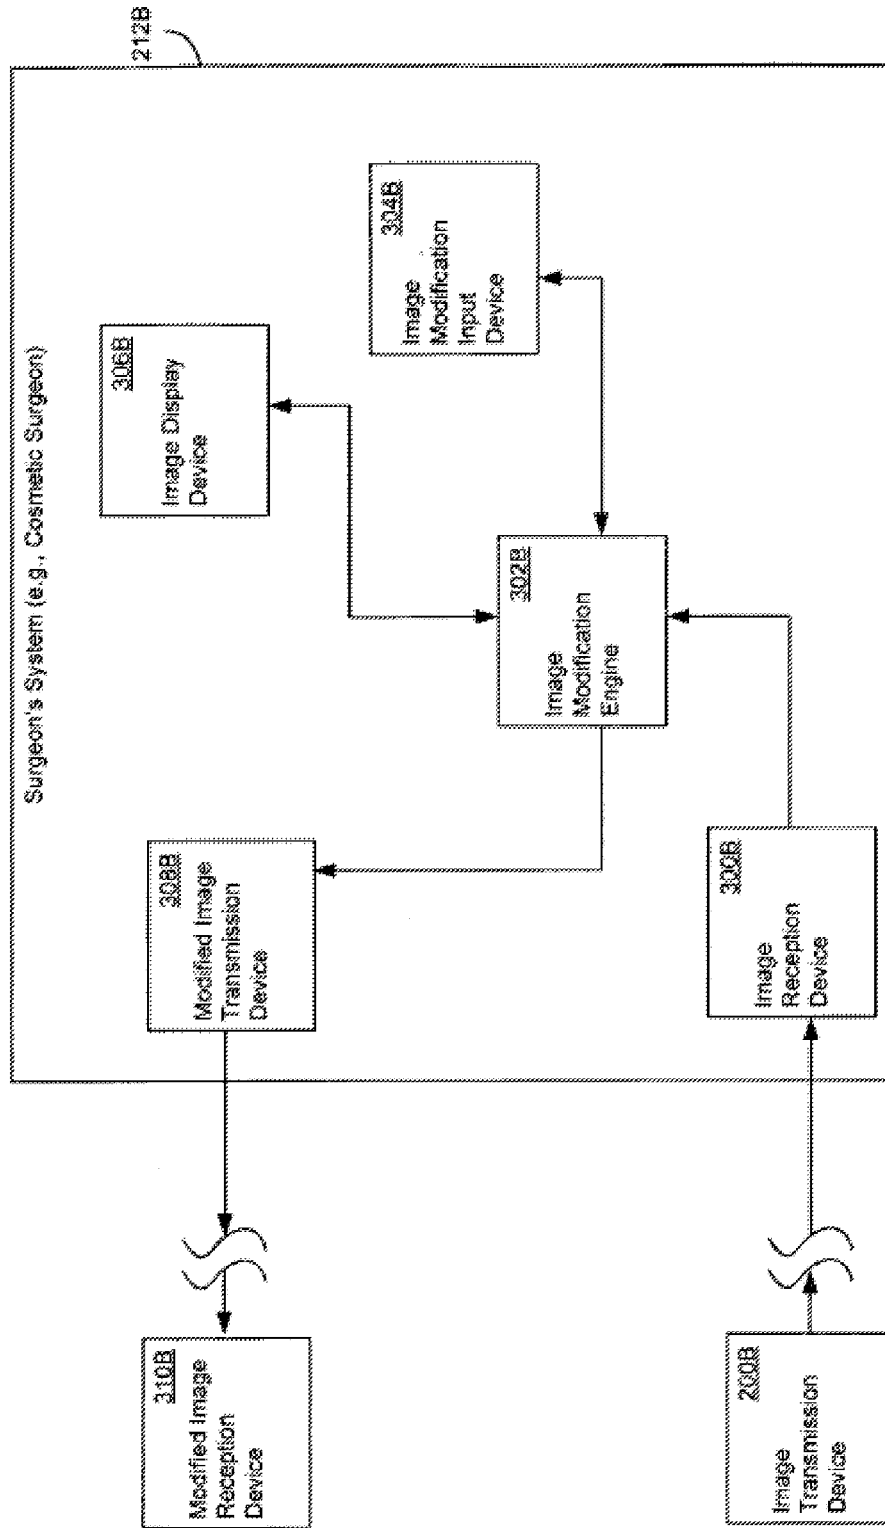 Surgeon's System (e.g., Cosmetic Surgeon)
212B
310B
Modified Image
Reception
Device
308B
Modified Image
Transmission
Device
306B
Image Display
Device
304B
Image
Modification
Input
Device
302B
Image
Modification
Engine
200B
Image
Transmission
Device
300B
Image
Reception
Device